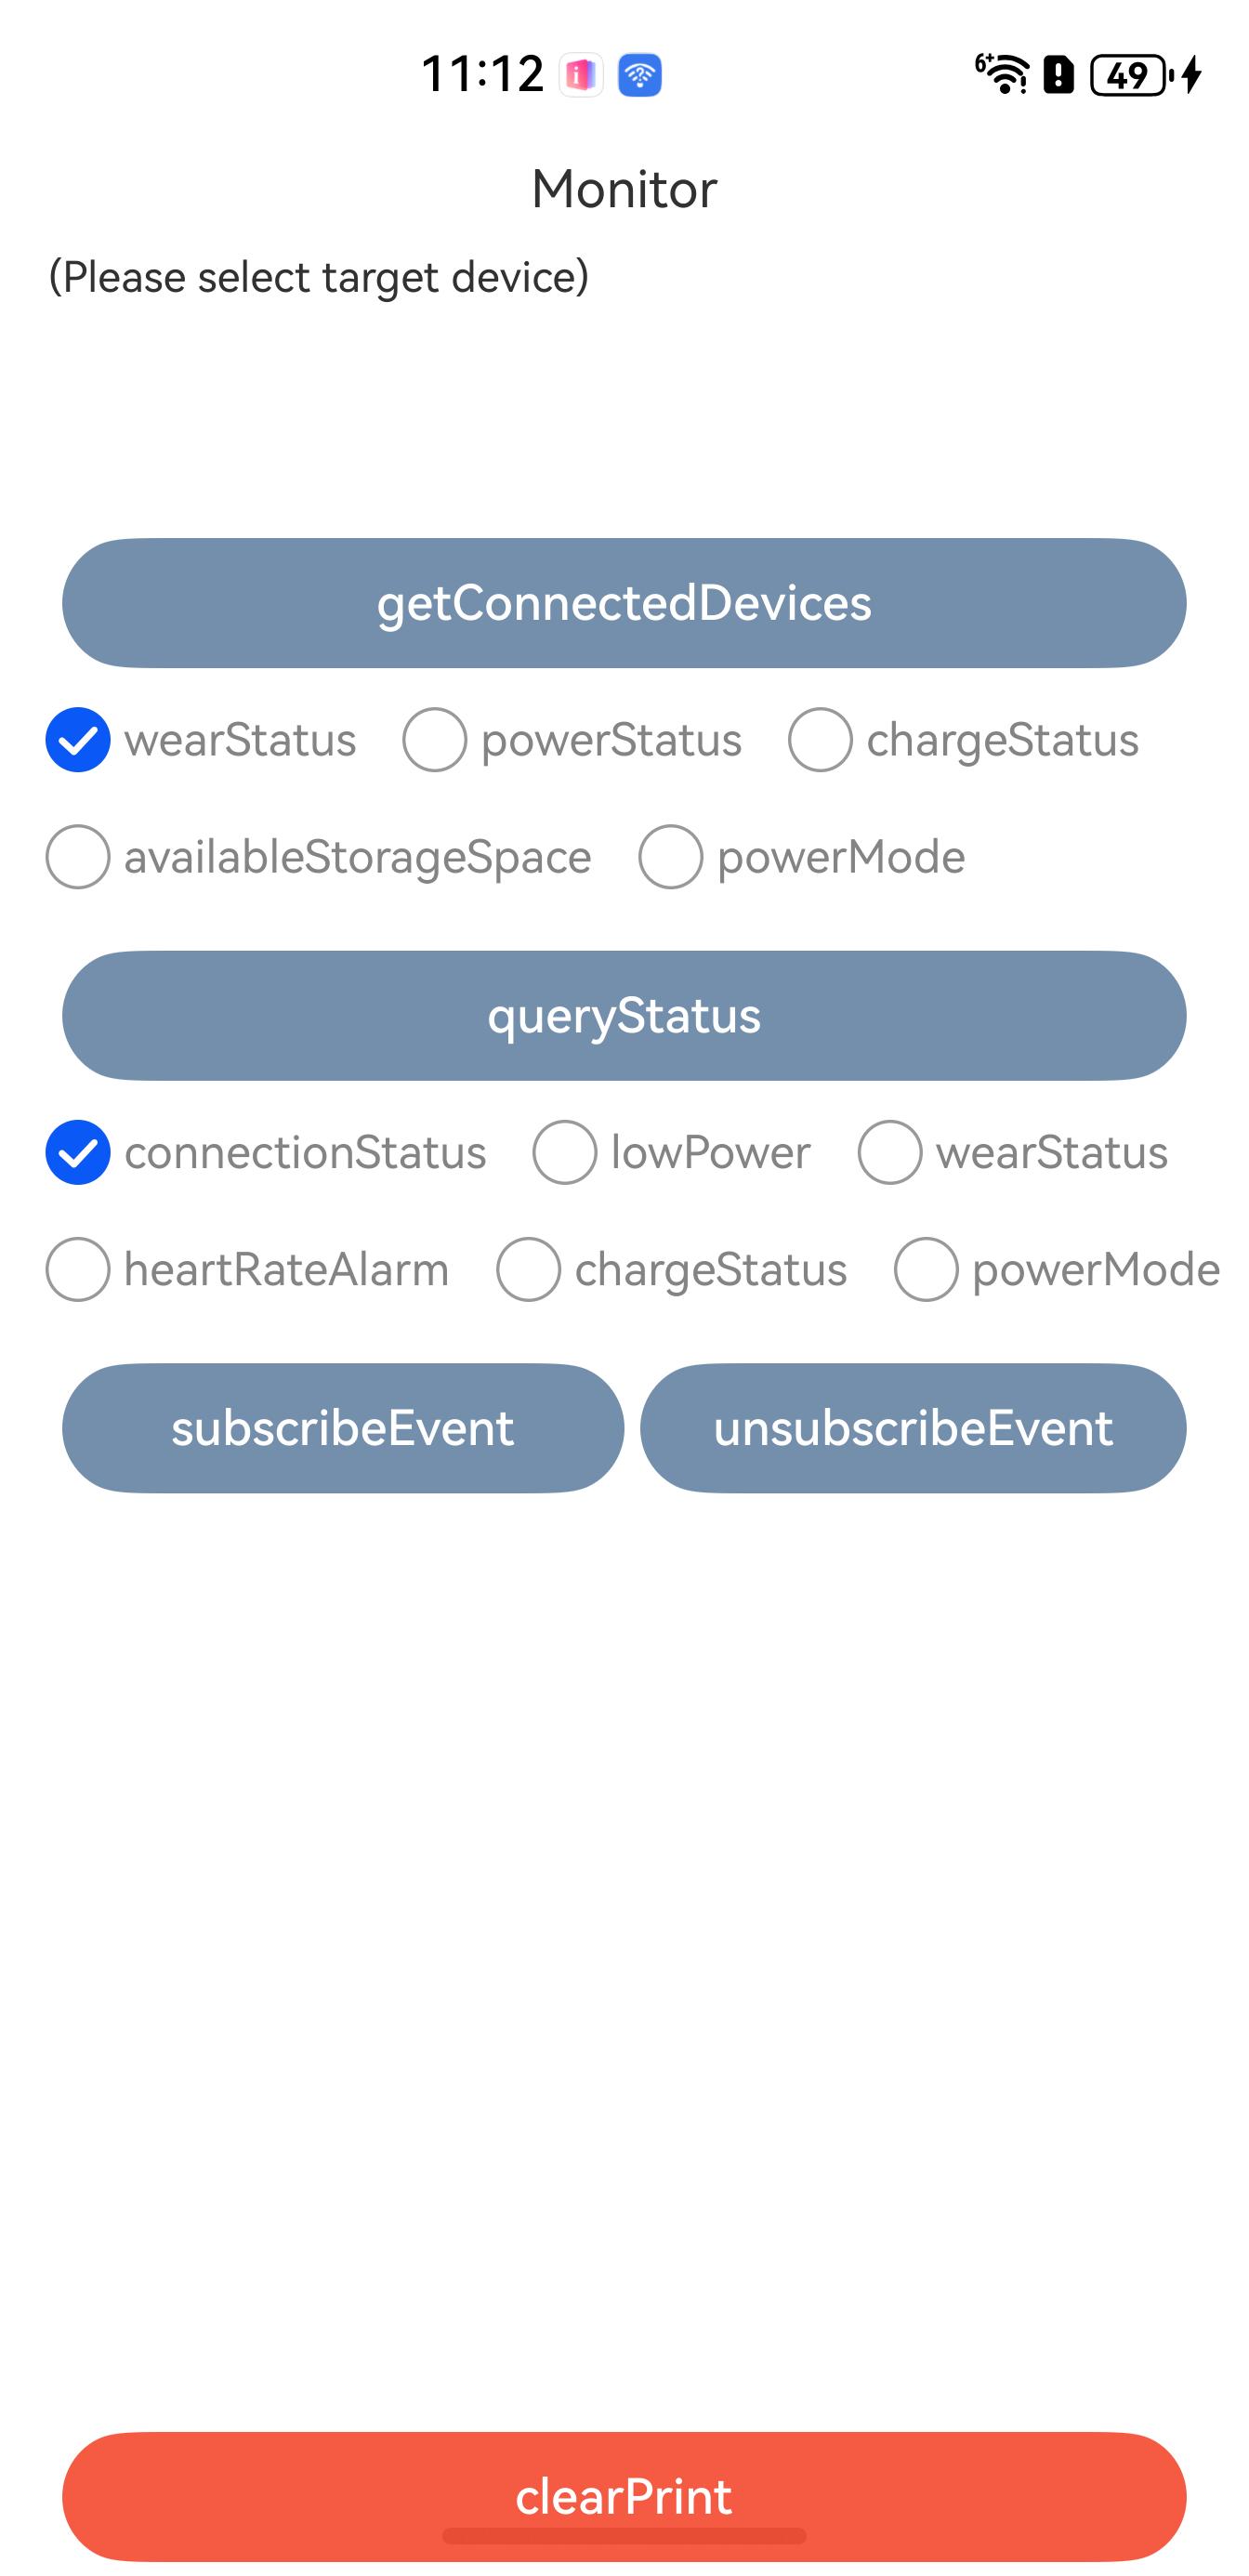 11:12 6+ 49
Monitor
(Please select target device)
getConnectedDevices
wearStatus powerStatus chargeStatus
availableStorageSpace powerMode
queryStatus
connectionStatus lowPower wearStatus
heartRateAlarm chargeStatus powerMode
subscribeEvent unsubscribeEvent
clearPrint